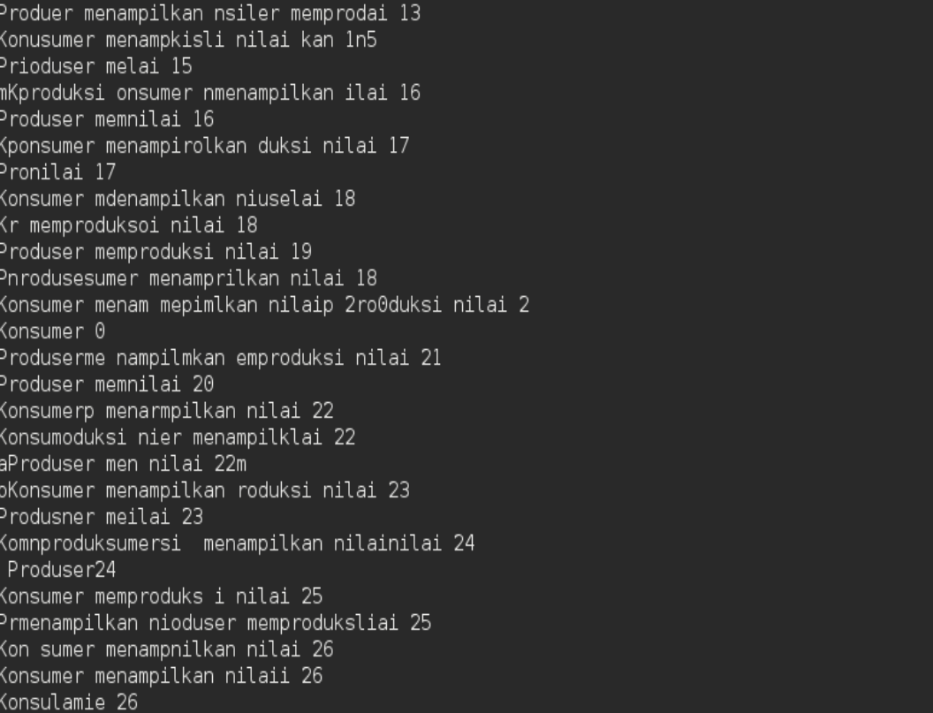 Produer menampilkan nsiler memprodai 13
Konusumer menampkisli nilai kan 1n5
Prioduser melai 15
mKproduksi onsumer nmenampilkan ilai 16
Produser memnilai 16
Kponsumer menampirolkan duksi nilai 17
Pronilai 17
Konsumer mdenampilkan niuselai 18
Kr memproduksoi nilai 18
Produser memproduksi nilai 19
Pnrodusesumer menamprilkan nilai 18
Konsumer menam mepimlkan nilaip 2ro0duksi nilai 2
Konsumer 0
Produserme nampilmkan emproduksi nilai 21
Produser memnilai 20
Konsumerp menarmpilkan nilai 22
Konsumoduksi nier menampilklai 22
aProduser men nilai 22m
oKonsumer menampilkan roduksi nilai 23
Produsner meilai 23
Komnproduksumersi  menampilkan nilainilai 24
Produser24
Konsumer memproduks i nilai 25
Prmenampilkan nioduser memproduksliai 25
Kon sumer menampnilkan nilai 26
Konsumer menampilkan nilaii 26
Konsulamie 26